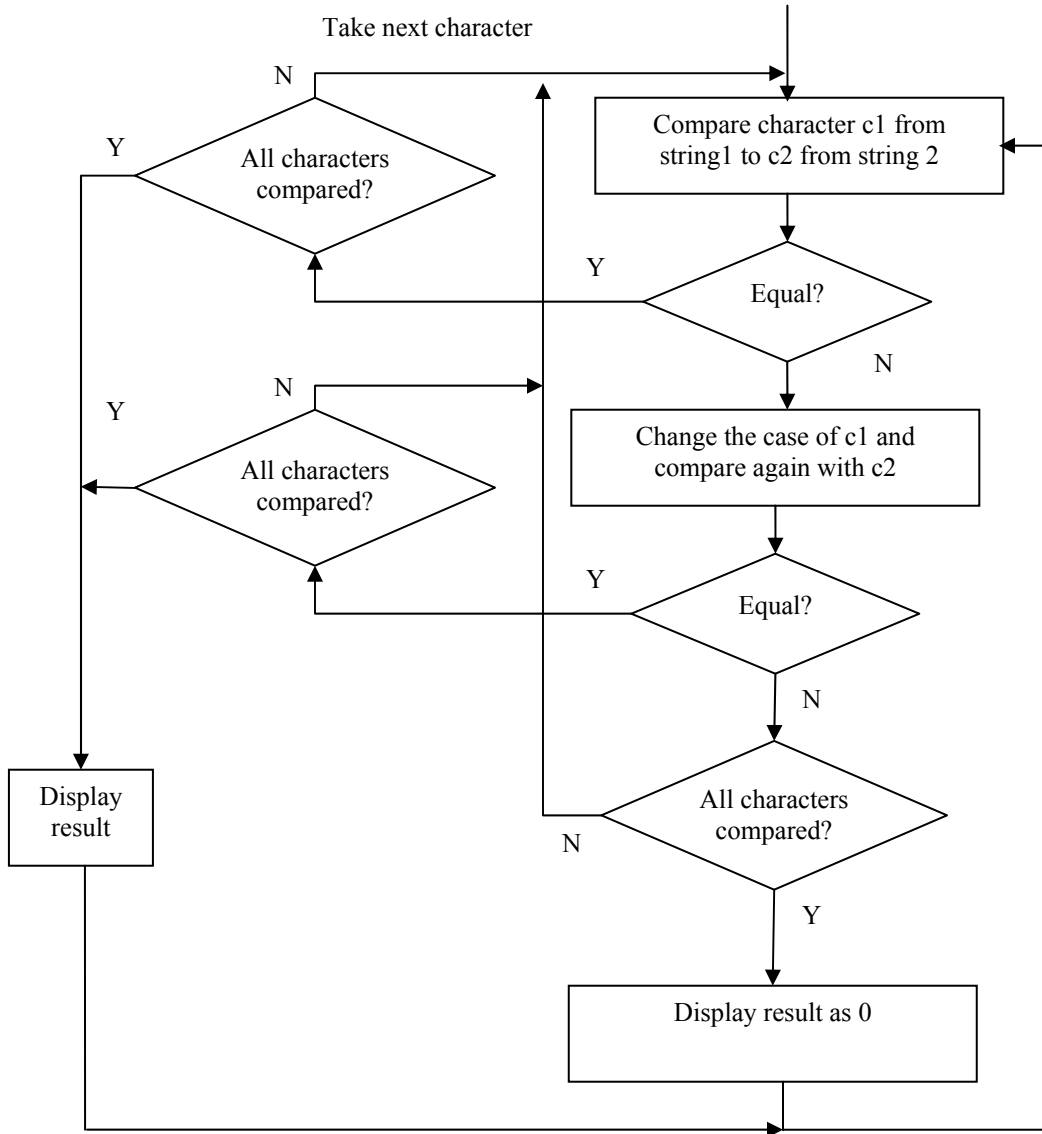 Take next character
N
Compare character c1 from
string1 to c2 from string 2
Y
All characters
compared?
Y
Equal?
N
N
Y
All characters
compared?
Change the case of c1 and
compare again with c2
Y
Equal?
N
Display
result
All characters
compared?
N
Y
Display result as 0